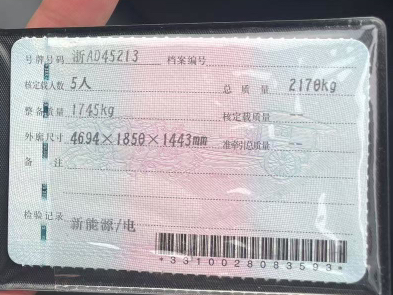 号牌号码 浙AD45213 档案编号
核定载人数 5人 总质量 2170kg
整备质量 1745kg 核定载质量 --
外廓尺寸 4694×1850×1443mm 准牵引总质量 --
备注
检验记录 新能源/电
*3310028083593*